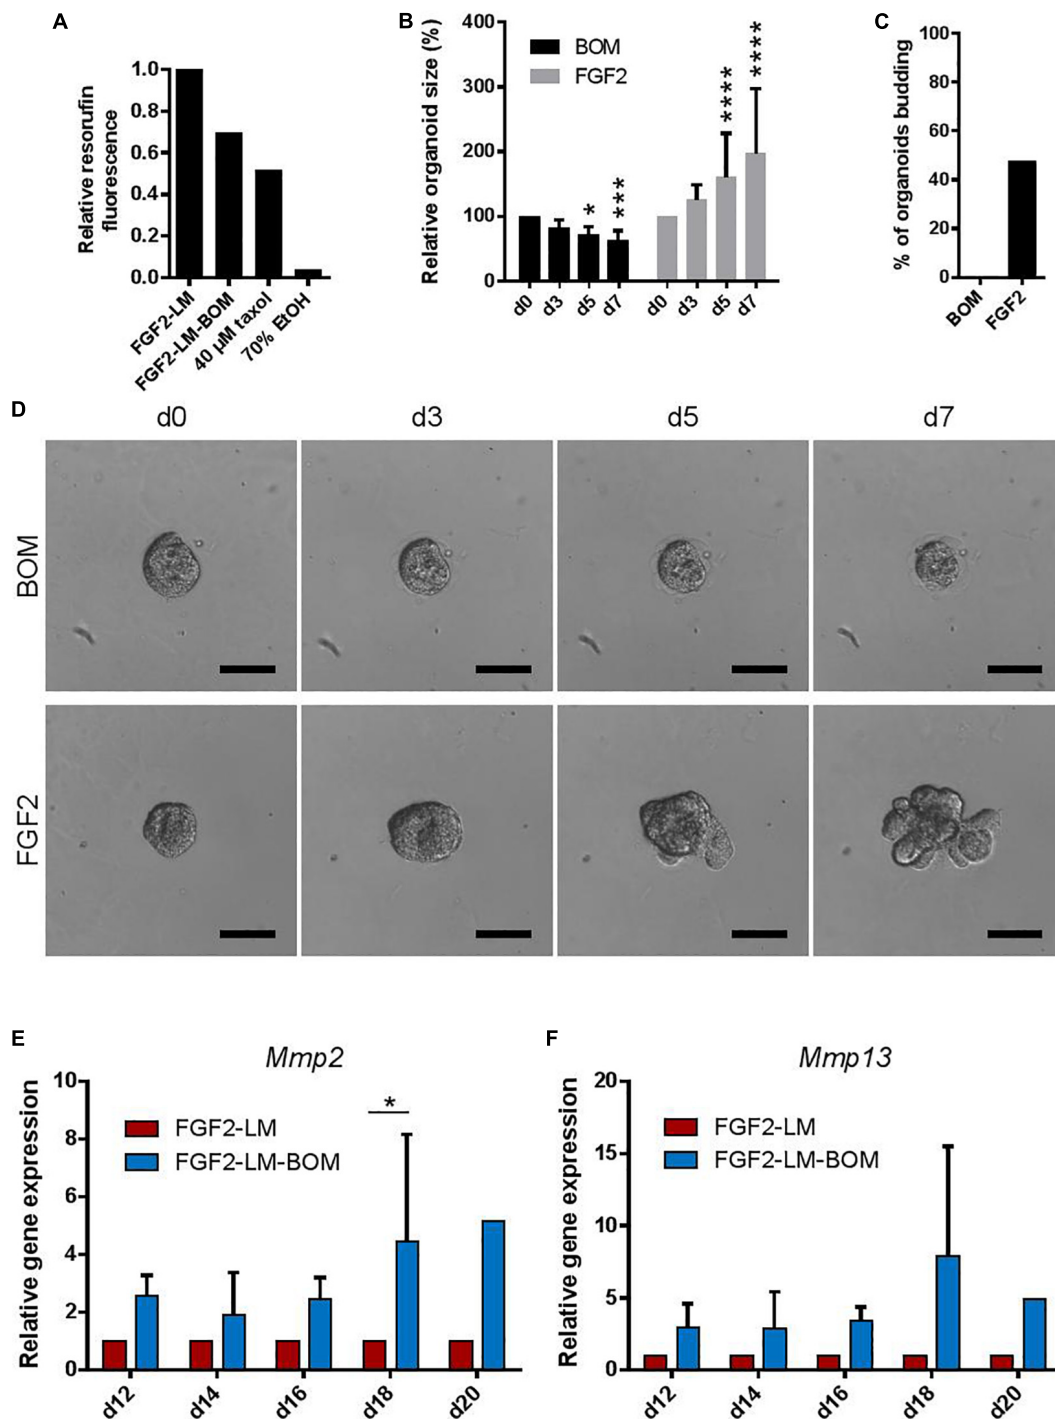 A
Relative resorufin
fluorescence
1.0
0.8
0.6
0.4
0.2
0.0
FGF2-LM
FGF2-LM-BOM
40 µM taxol
70% EtOH
B
Relative organoid size (%)
400
300
200
100
0
BOM
FGF2
*
***
****
****
d0
d3
d5
d7
d0
d3
d5
d7
C
% of organoids budding
100
80
60
40
20
0
BOM
FGF2
D
d0
d3
d5
d7
BOM
FGF2
E
Mmp2
Relative gene expression
10
8
6
4
2
0
FGF2-LM
FGF2-LM-BOM
*
d12
d14
d16
d18
d20
F
Mmp13
Relative gene expression
20
15
10
5
0
FGF2-LM
FGF2-LM-BOM
d12
d14
d16
d18
d20